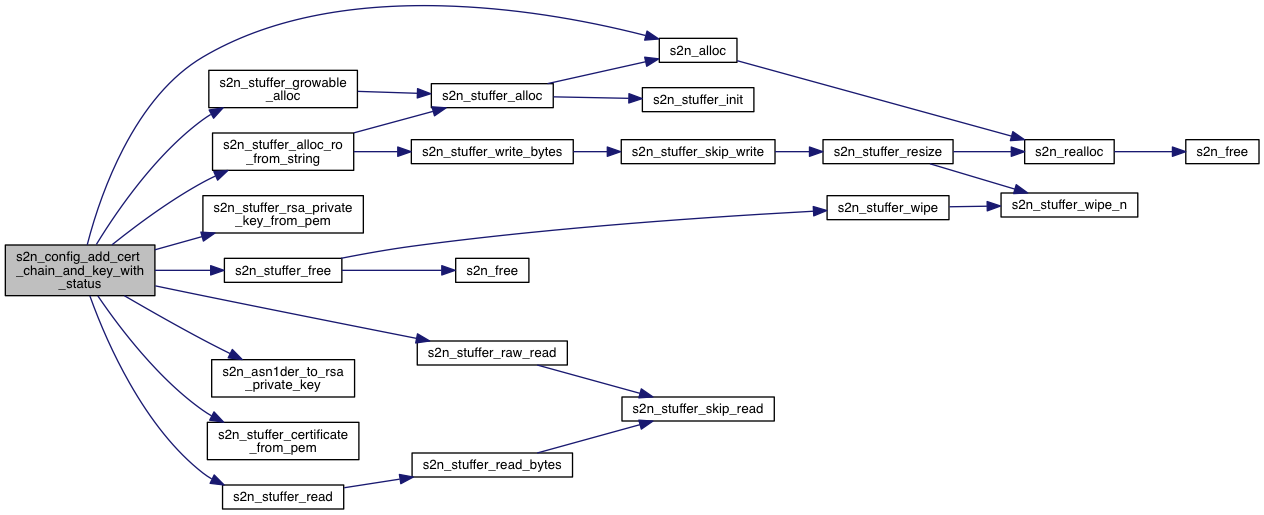 s2n_config_add_cert
_chain_and_key_with
_status
s2n_alloc
s2n_stuffer_growable
_alloc
s2n_stuffer_alloc
s2n_stuffer_init
s2n_stuffer_alloc_ro
_from_string
s2n_stuffer_write_bytes
s2n_stuffer_skip_write
s2n_stuffer_resize
s2n_realloc
s2n_free
s2n_stuffer_rsa_private
_key_from_pem
s2n_stuffer_wipe
s2n_stuffer_wipe_n
s2n_stuffer_free
s2n_free
s2n_stuffer_raw_read
s2n_asn1der_to_rsa
_private_key
s2n_stuffer_skip_read
s2n_stuffer_certificate
_from_pem
s2n_stuffer_read_bytes
s2n_stuffer_read